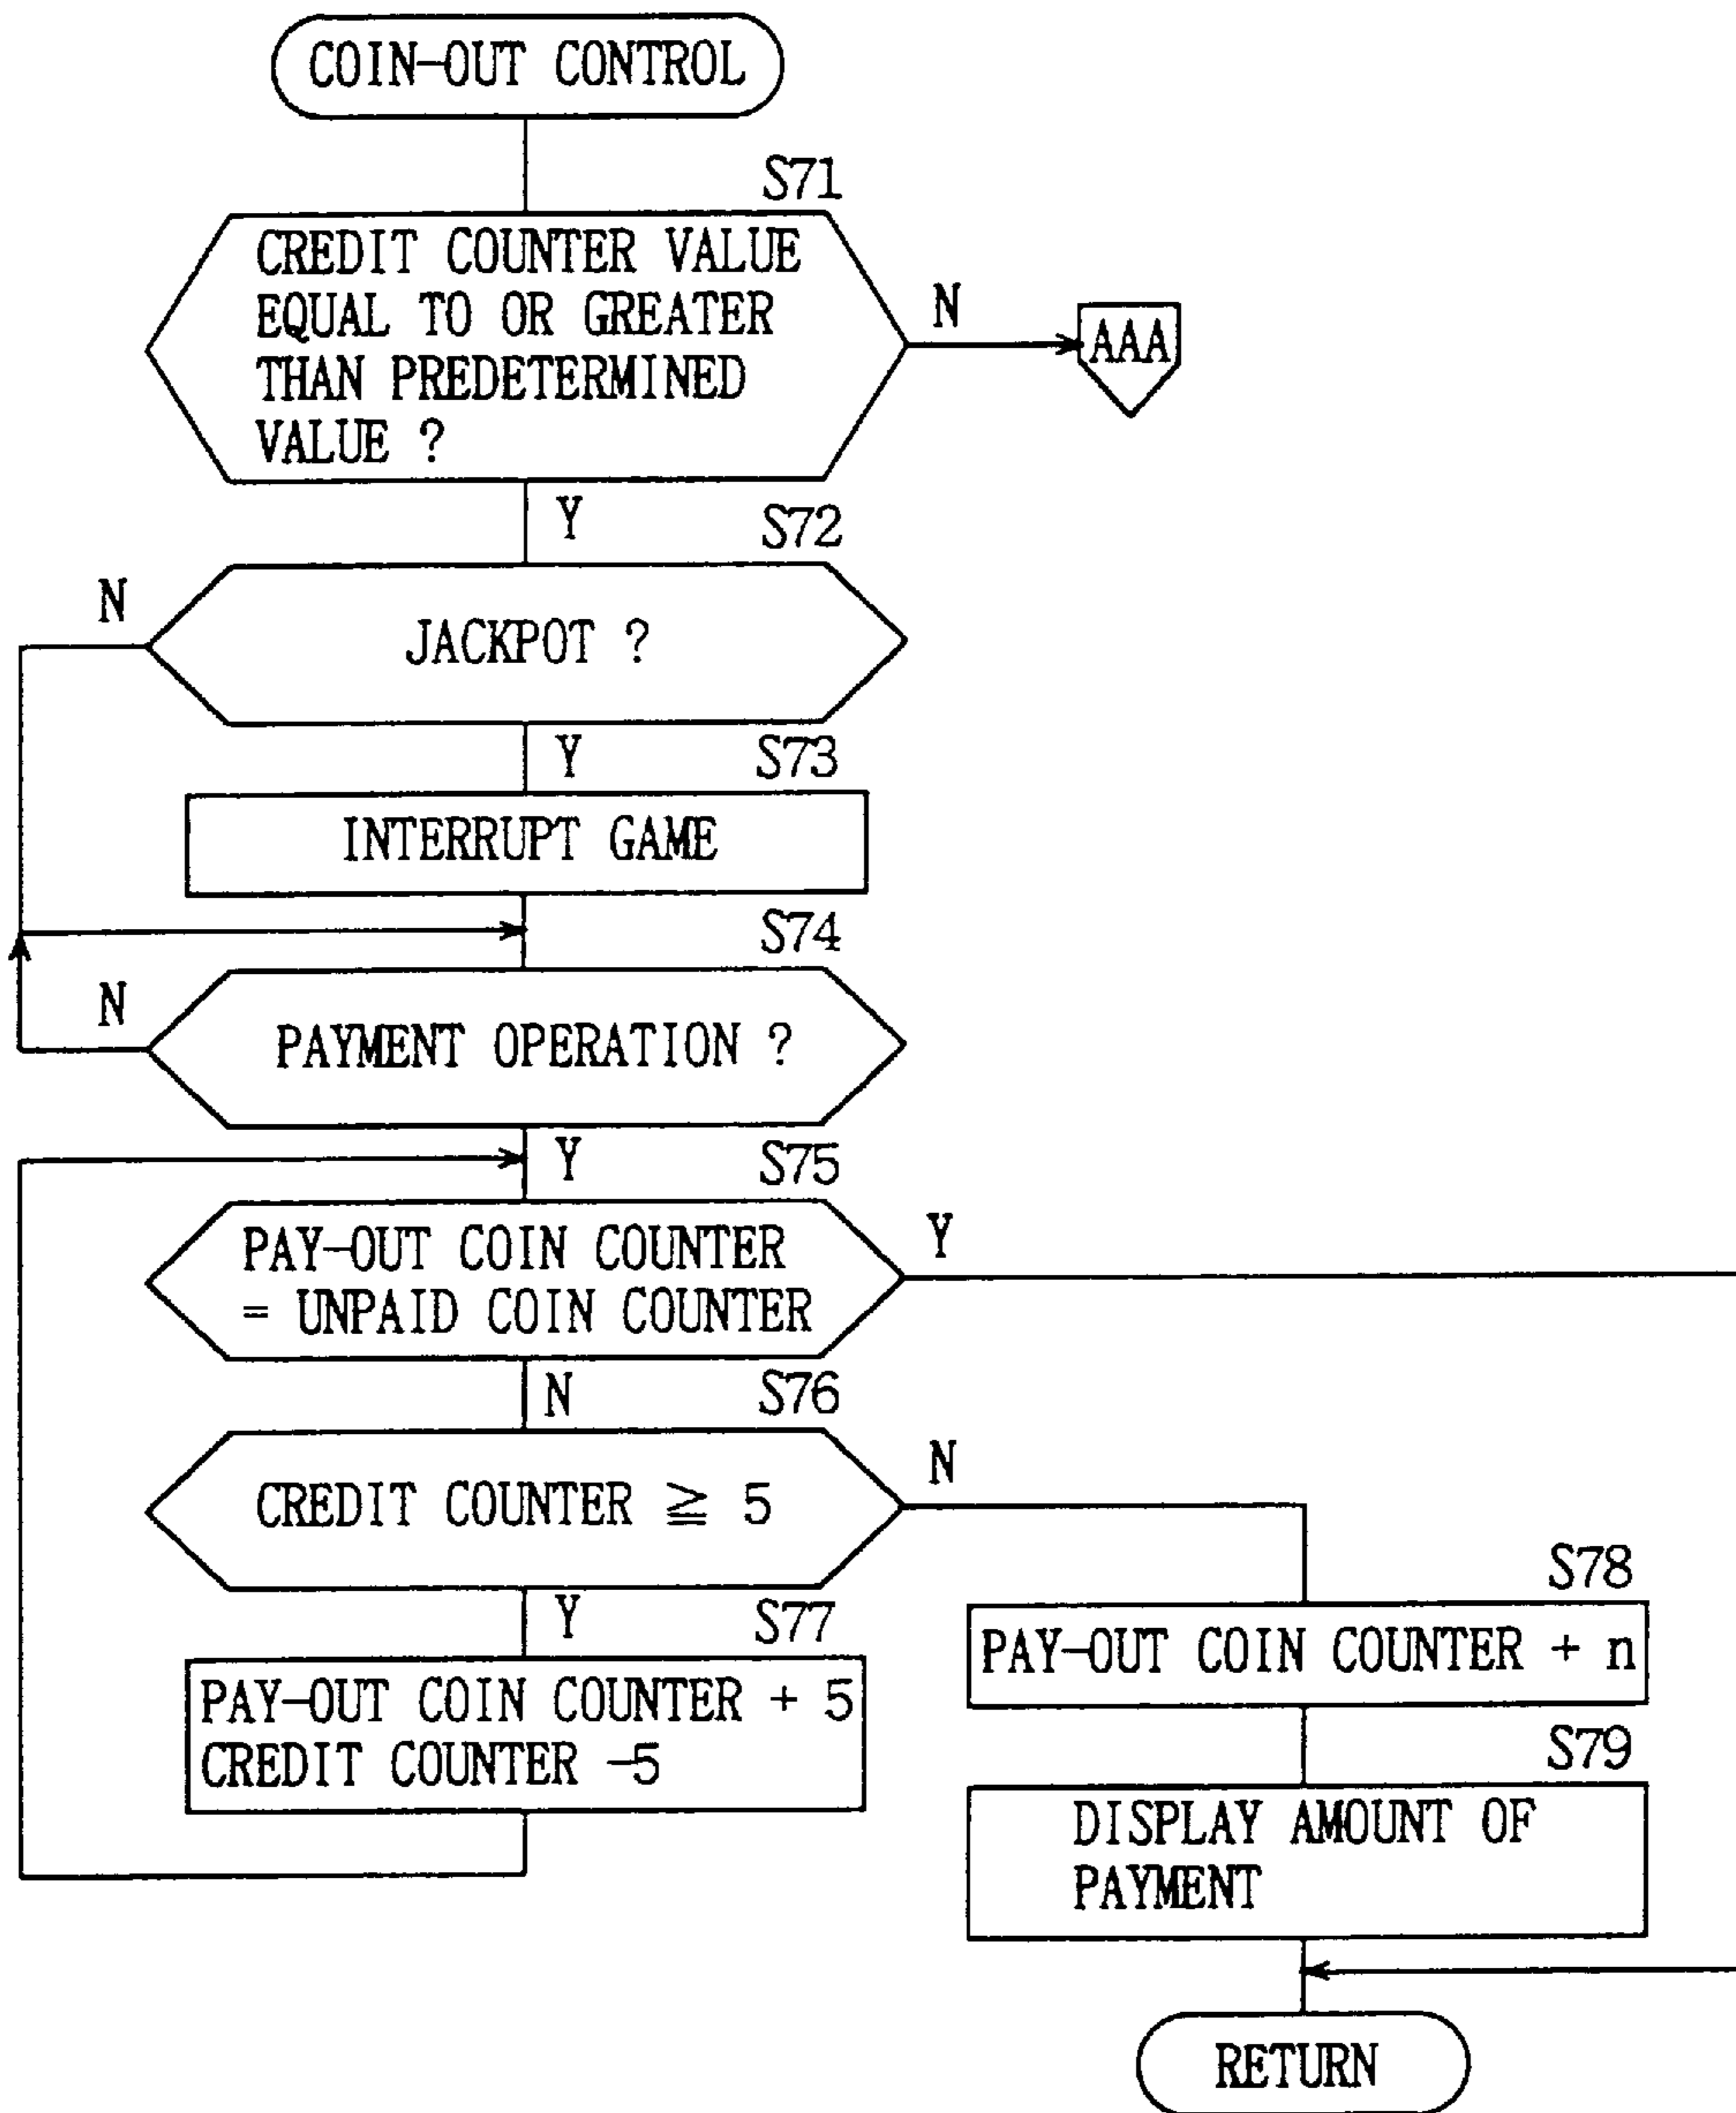 COIN-OUT CONTROL
S71
CREDIT COUNTER VALUE
EQUAL TO OR GREATER
THAN PREDETERMINED
VALUE ?
N
AAA
Y
S72
N
JACKPOT ?
Y
S73
INTERRUPT GAME
S74
N
PAYMENT OPERATION ?
Y
S75
PAY-OUT COIN COUNTER
= UNPAID COIN COUNTER
Y
N
S76
CREDIT COUNTER ≧ 5
N
Y
S77
PAY-OUT COIN COUNTER + 5
CREDIT COUNTER -5
S78
PAY-OUT COIN COUNTER + n
S79
DISPLAY AMOUNT OF
PAYMENT
RETURN